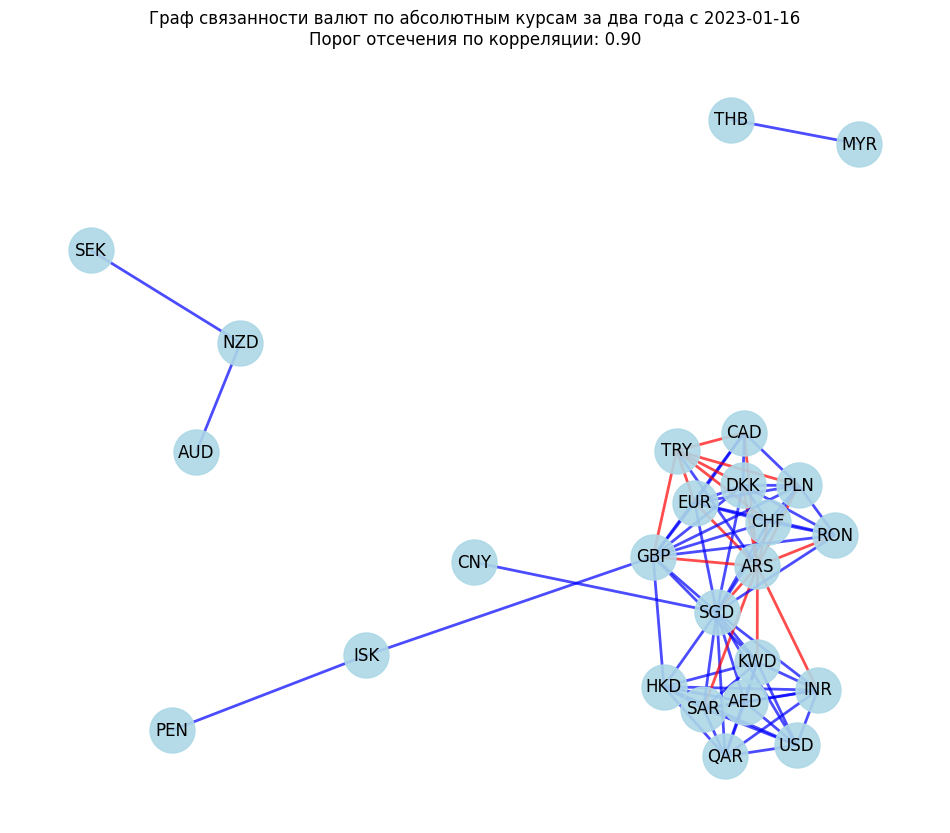 Граф связанности валют по абсолютным курсам за два года с 2023-01-16
Порог отсечения по корреляции: 0.90
THB
MYR
SEK
NZD
AUD
CAD
TRY
DKK
PLN
EUR
CHF
RON
GBP
CNY
ARS
SGD
ISK
KWD
HKD
INR
AED
SAR
PEN
USD
QAR